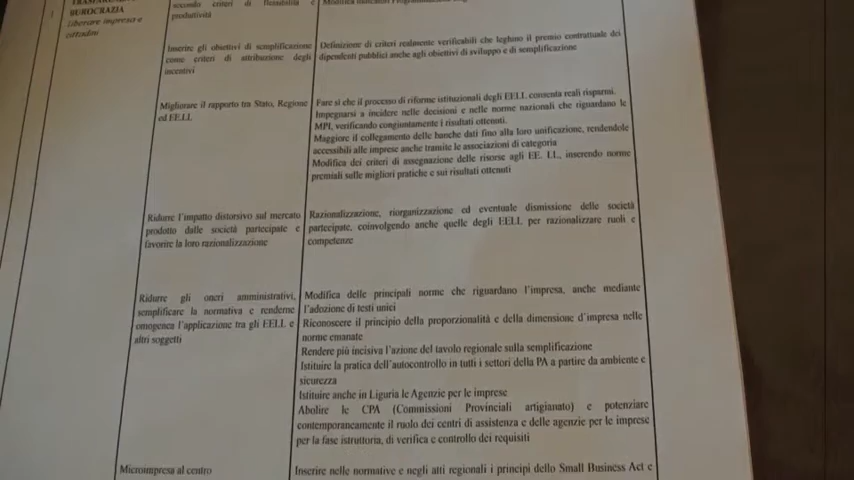 BUROCRAZIA
liberare impresa e
cittadini
secondo criteri di flessibilità e
produttività
Inserire gli obiettivi di semplificazione
come criteri di attribuzione degli
incentivi
Definizione di criteri realmente verificabili che leghino il premio contrattuale dei
dipendenti pubblici anche agli obiettivi di sviluppo e di semplificazione
Migliorare il rapporto tra Stato, Regione
ed EE.LL
Fare sì che il processo di riforme istituzionali degli EE.LL consenta reali risparmi.
Impegnarsi a incidere nelle decisioni e nelle norme nazionali che riguardano le
MPI, verificando congiuntamente i risultati ottenuti.
Maggiore il collegamento delle banche dati fino alla loro unificazione, rendendole
accessibili alle imprese anche tramite le associazioni di categoria
Modifica dei criteri di assegnazione delle risorse agli EE. LL, inserendo norme
premiali sulle migliori pratiche e sui risultati ottenuti
Ridurre l'impatto distorsivo sul mercato
prodotto dalle società partecipate e
favorire la loro razionalizzazione
Razionalizzazione, riorganizzazione ed eventuale dismissione delle società
partecipate, coinvolgendo anche quelle degli EELL per razionalizzare ruoli e
competenze
Ridurre gli oneri amministrativi,
semplificare la normativa e renderne
omogenea l'applicazione tra gli EELL e
altri soggetti
Modifica delle principali norme che riguardano l'impresa, anche mediante
l'adozione di testi unici
Riconoscere il principio della proporzionalità e della dimensione d'impresa nelle
norme emanate
Rendere più incisiva l'azione del tavolo regionale sulla semplificazione
Istituire la pratica dell'autocontrollo in tutti i settori della PA a partire da ambiente e
sicurezza
Istituire anche in Liguria le Agenzie per le imprese
Abolire le CPA (Commissioni Provinciali artigianato) e potenziare
contemporaneamente il ruolo dei centri di assistenza e delle agenzie per le imprese
per la fase istruttoria, di verifica e controllo dei requisiti
Microimpresa al centro
Inserire nelle normative e negli atti regionali i principi dello Small Business Act e